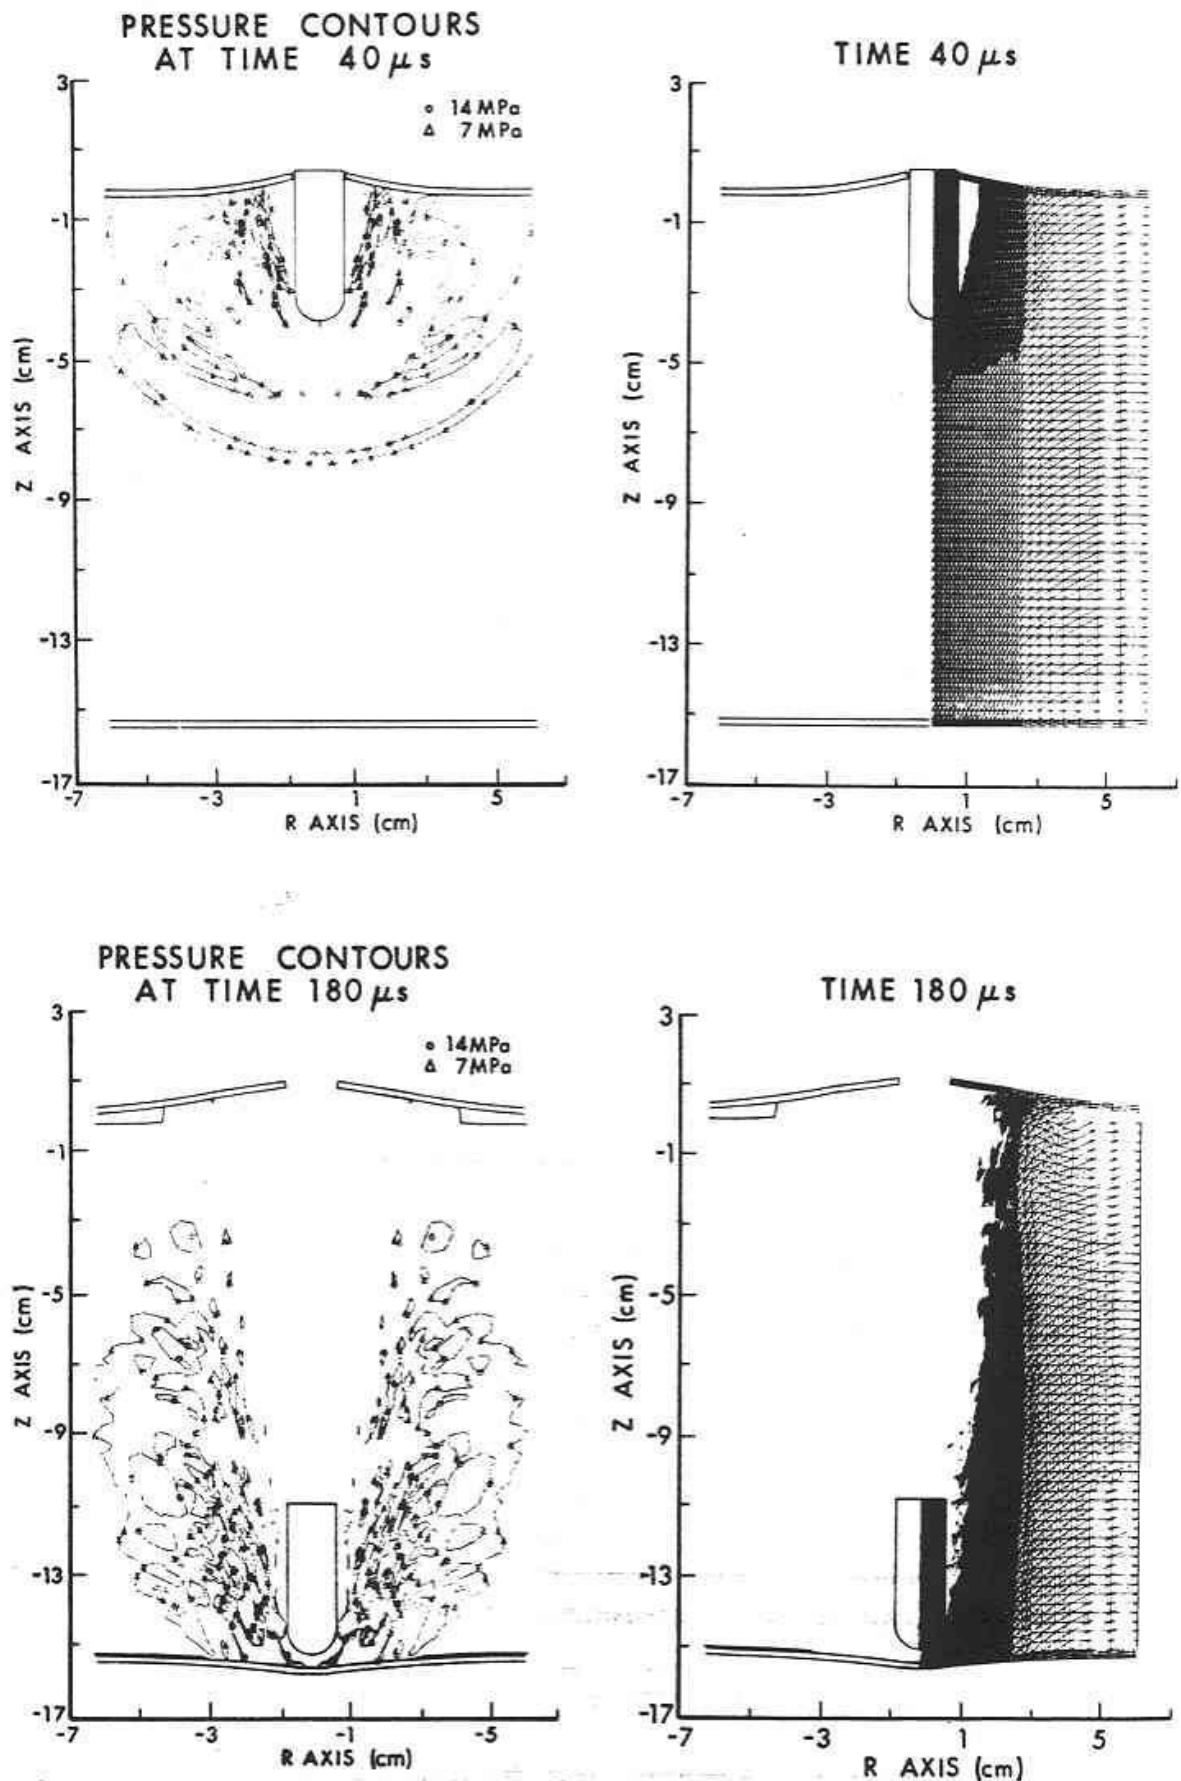 PRESSURE CONTOURS
AT TIME 40 μs
3
14 MPa
7 MPa
-1
-5
-9
-13
-17
Z AXIS (cm)
-7
-3
1
5
R AXIS (cm)
TIME 40 μs
3
-1
-5
-9
-13
-17
Z AXIS (cm)
-7
-3
1
5
R AXIS (cm)
PRESSURE CONTOURS
AT TIME 180 μs
3
14MPa
7MPa
-1
-5
-9
-13
-17
Z AXIS (cm)
-7
-3
-1
-5
R AXIS (cm)
TIME 180 μs
3
-1
-5
-9
-13
-17
Z AXIS (cm)
-7
-3
1
5
R AXIS (cm)